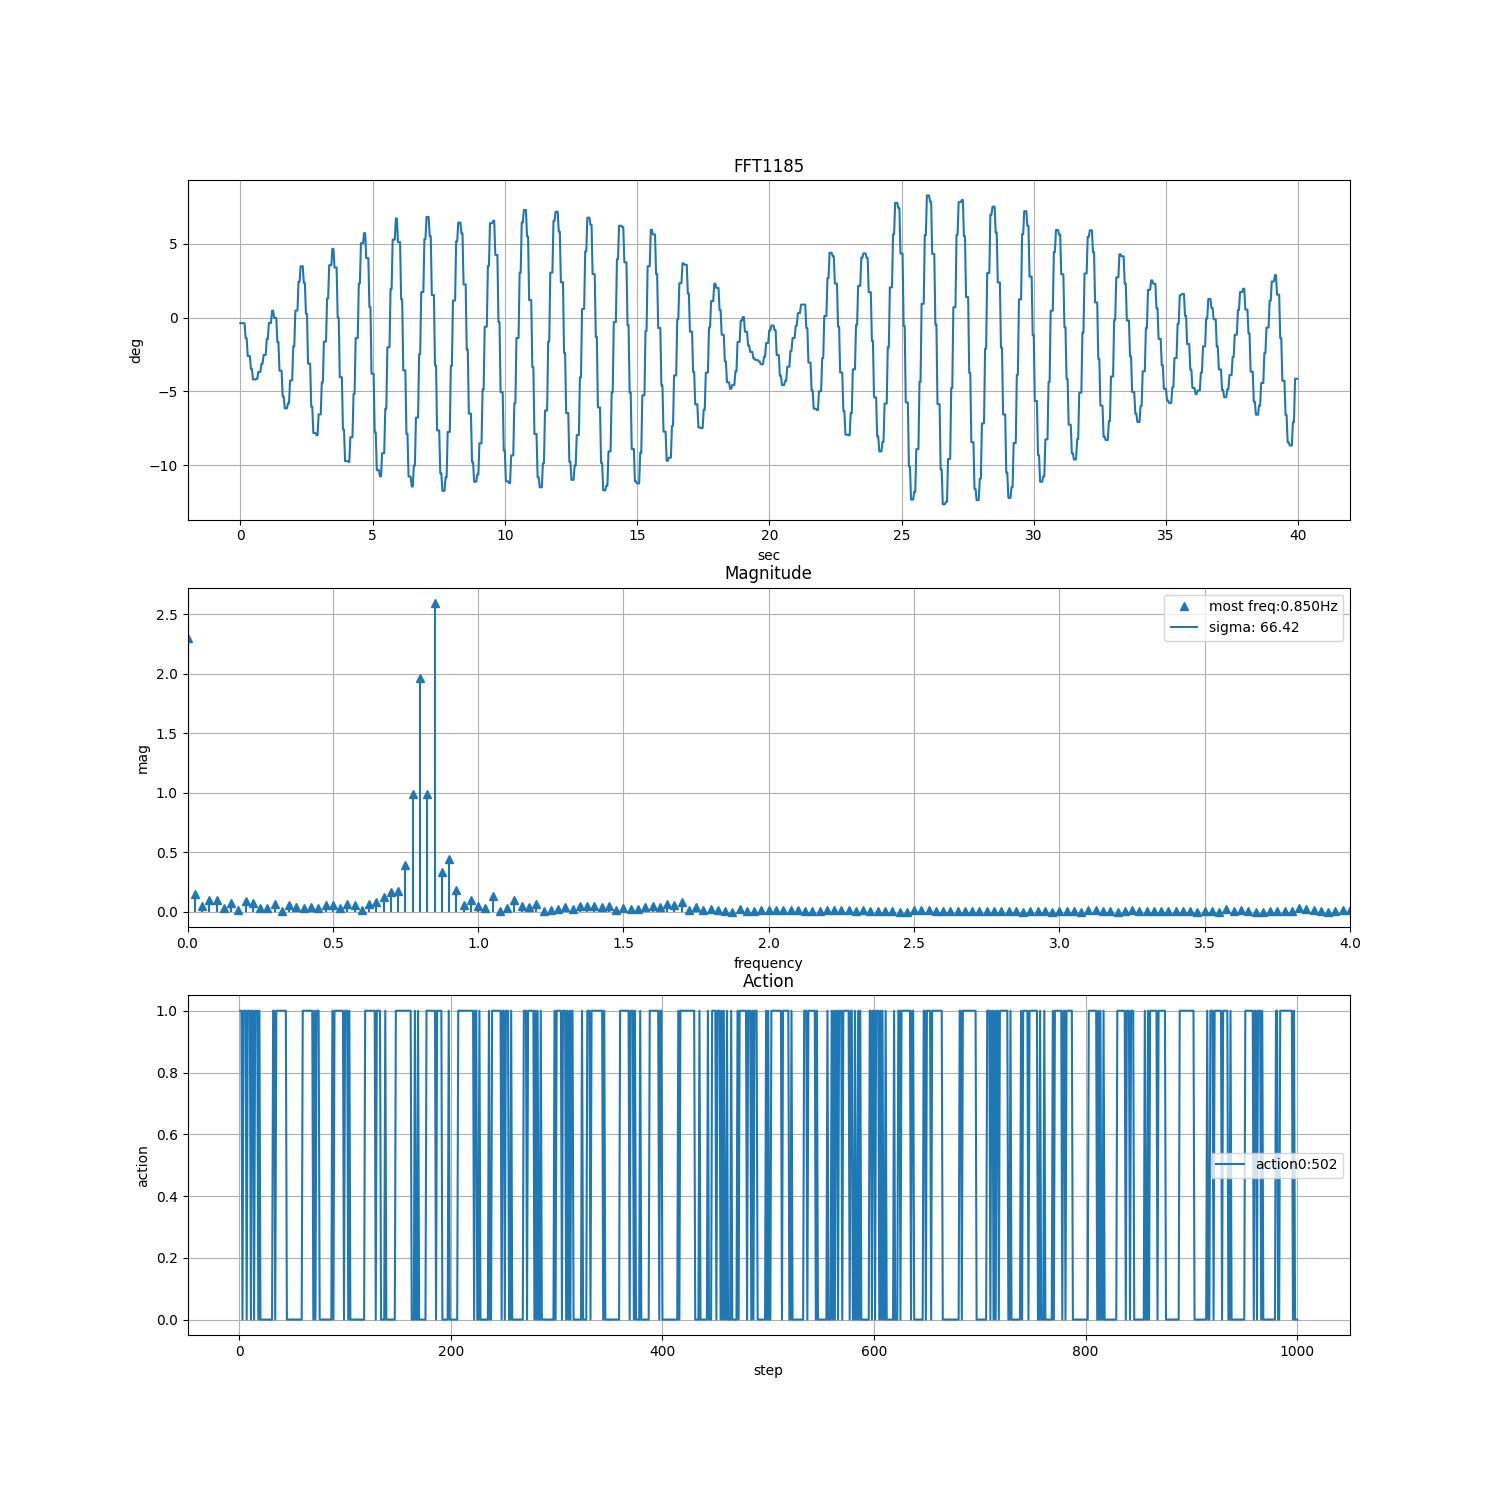 FFT1185
5
0
−5
−10
deg
0 5 10 15 20 25 30 35 40
sec
Magnitude
2.5
2.0
1.5
1.0
0.5
0.0
mag
most freq:0.850Hz
sigma: 66.42
0.0 0.5 1.0 1.5 2.0 2.5 3.0 3.5 4.0
frequency
Action
1.0
0.8
0.6
0.4
0.2
0.0
action
action0:502
0 200 400 600 800 1000
step